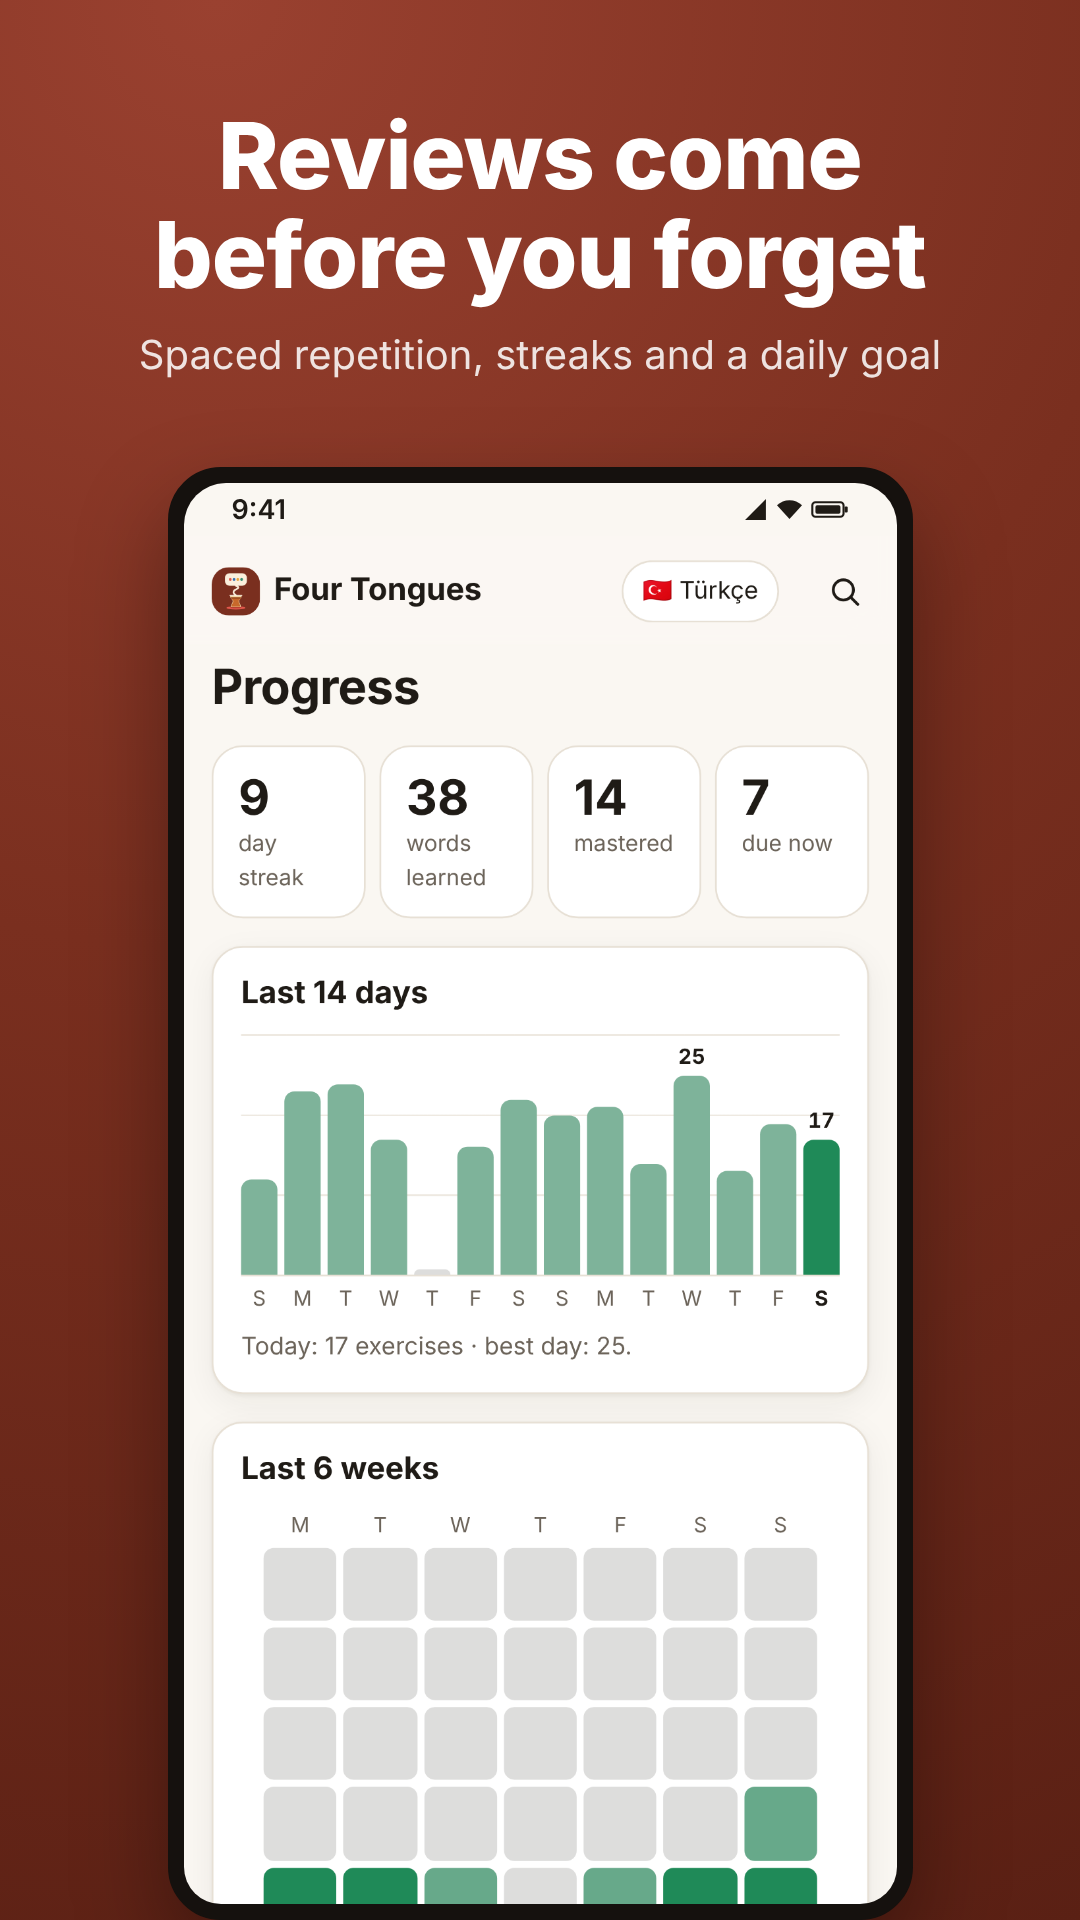 Reviews come
before you forget
Spaced repetition, streaks and a daily goal
9:41
Four Tongues
Türkçe
Progress
9
day
streak
38
words
learned
14
mastered
7
due now
Last 14 days
25
17
S M T W T F S S M T W T F S
Today: 17 exercises · best day: 25.
Last 6 weeks
M T W T F S S